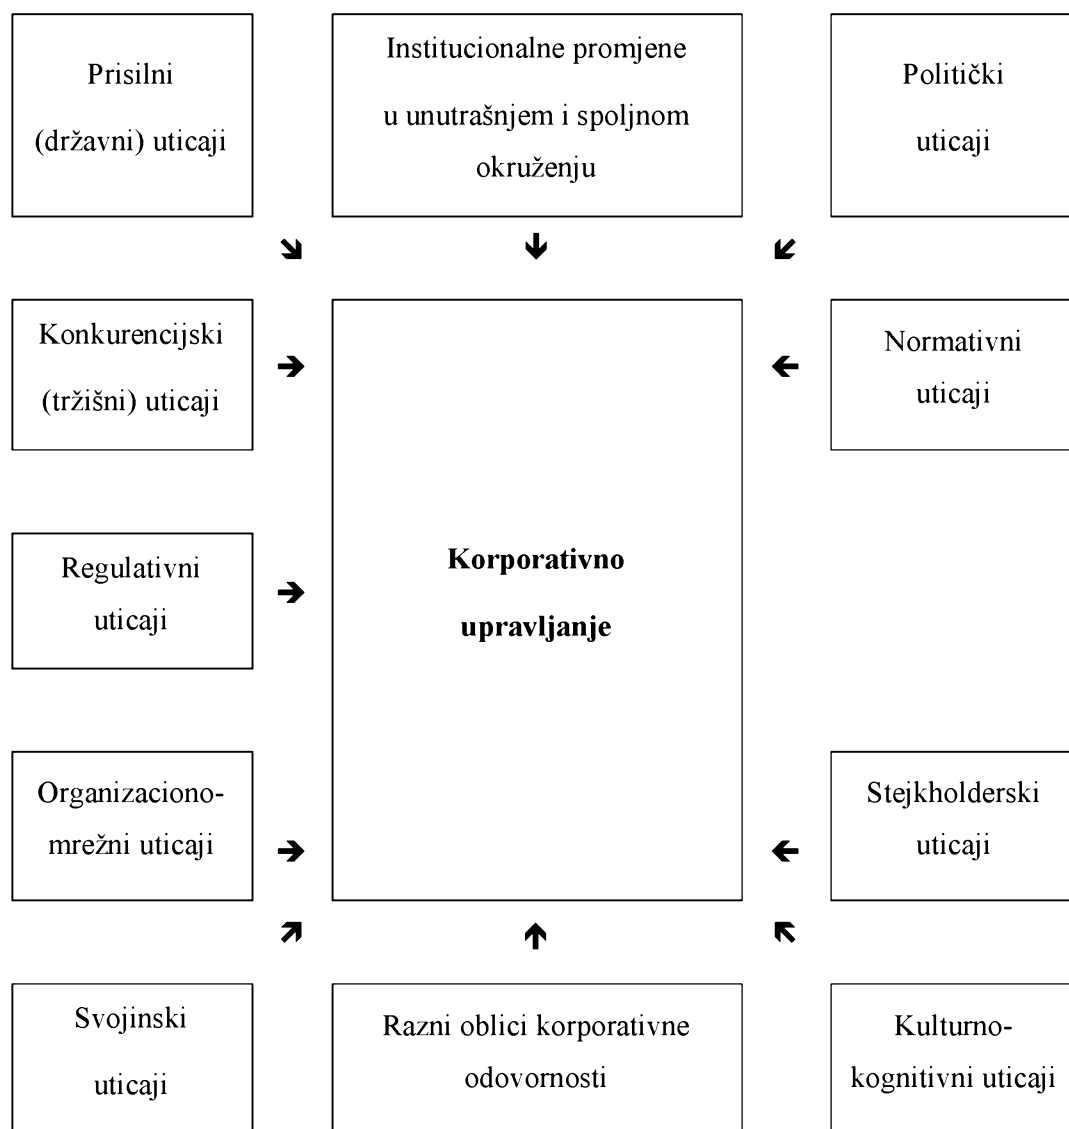 Prisilni
(državni) uticaji
Institucionalne promjene
u unutrašnjem i spoljnom
okruženju
Politički
uticaji
Konkurencijski
(tržišni) uticaji
Normativni
uticaji
Regulativni
uticaji
Korporativno
upravljanje
Organizaciono-
mrežni uticaji
Stejkholderski
uticaji
Svojinski
uticaji
Razni oblici korporativne
odovornosti
Kulturno-
kognitivni uticaji